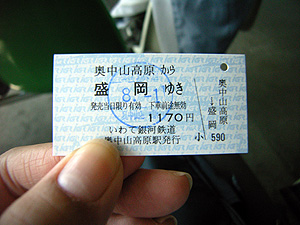 奥中山高原 から
盛岡 ゆき
発売当日限り有効 下車前途無効
1170円
いわて銀河鉄道
奥中山高原駅発行
奥中山高原
→盛岡
小 590